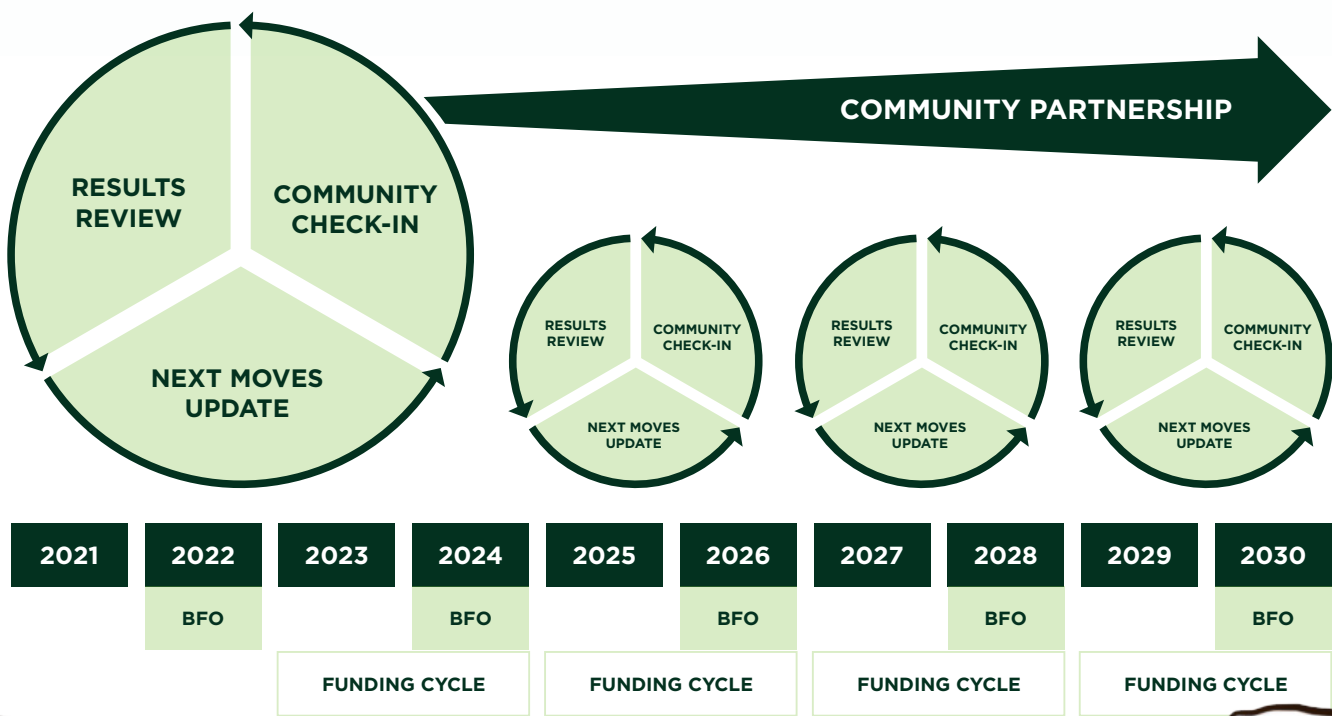 COMMUNITY PARTNERSHIP
RESULTS
REVIEW
COMMUNITY
CHECK-IN
NEXT MOVES
UPDATE
RESULTS
REVIEW
COMMUNITY
CHECK-IN
NEXT MOVES
UPDATE
RESULTS
REVIEW
COMMUNITY
CHECK-IN
NEXT MOVES
UPDATE
RESULTS
REVIEW
COMMUNITY
CHECK-IN
NEXT MOVES
UPDATE
2021 2022 2023 2024 2025 2026 2027 2028 2029 2030
BFO BFO BFO BFO BFO
FUNDING CYCLE FUNDING CYCLE FUNDING CYCLE FUNDING CYCLE